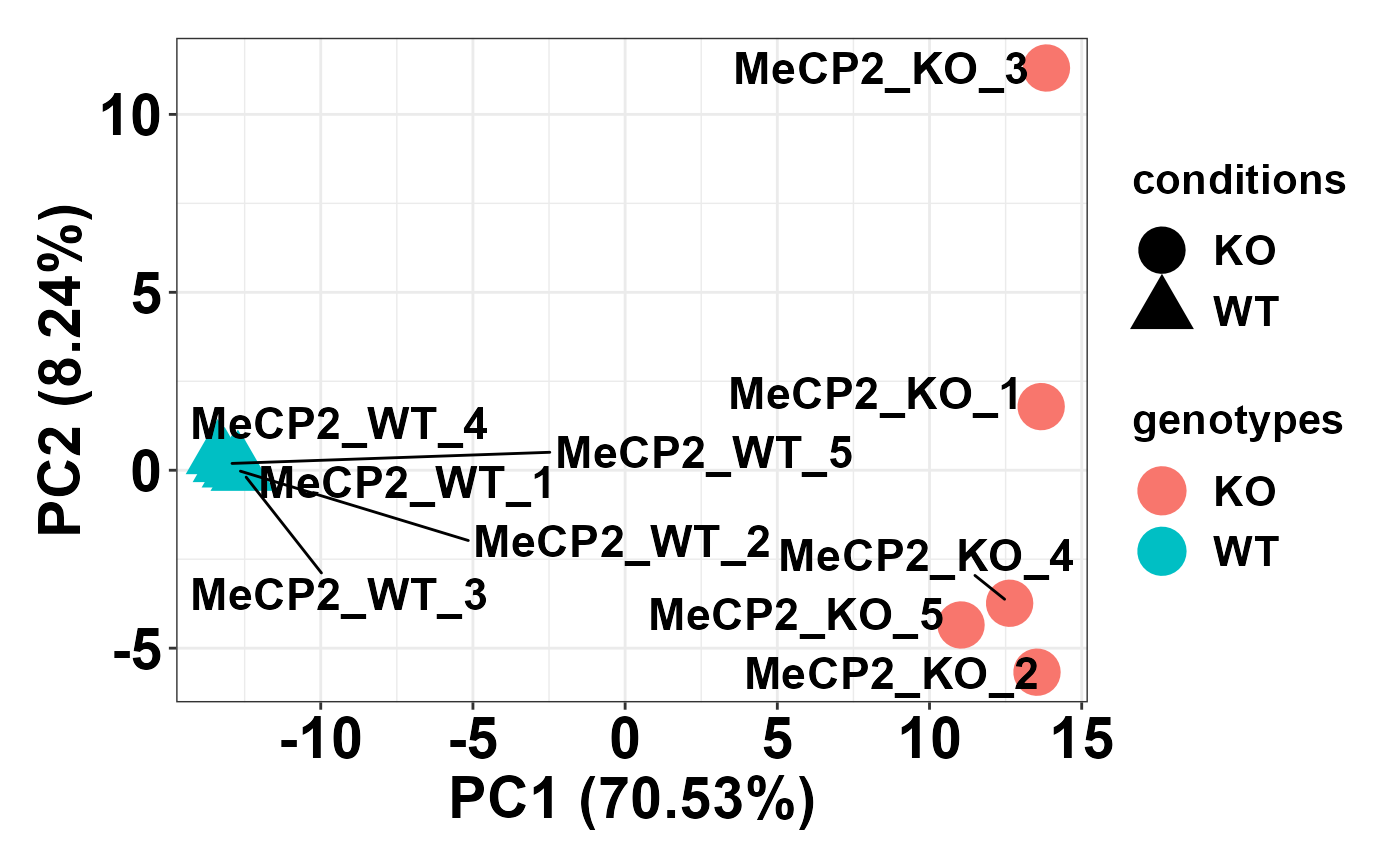 MeCP2_KO_3
MeCP2_KO_1
MeCP2_WT_4
MeCP2_WT_5
MeCP2_WT_1
MeCP2_WT_2
MeCP2_KO_4
MeCP2_WT_3
MeCP2_KO_5
MeCP2_KO_2
10
5
0
-5
PC2 (8.24%)
-10 -5 0 5 10 15
PC1 (70.53%)
conditions
KO
WT
genotypes
KO
WT